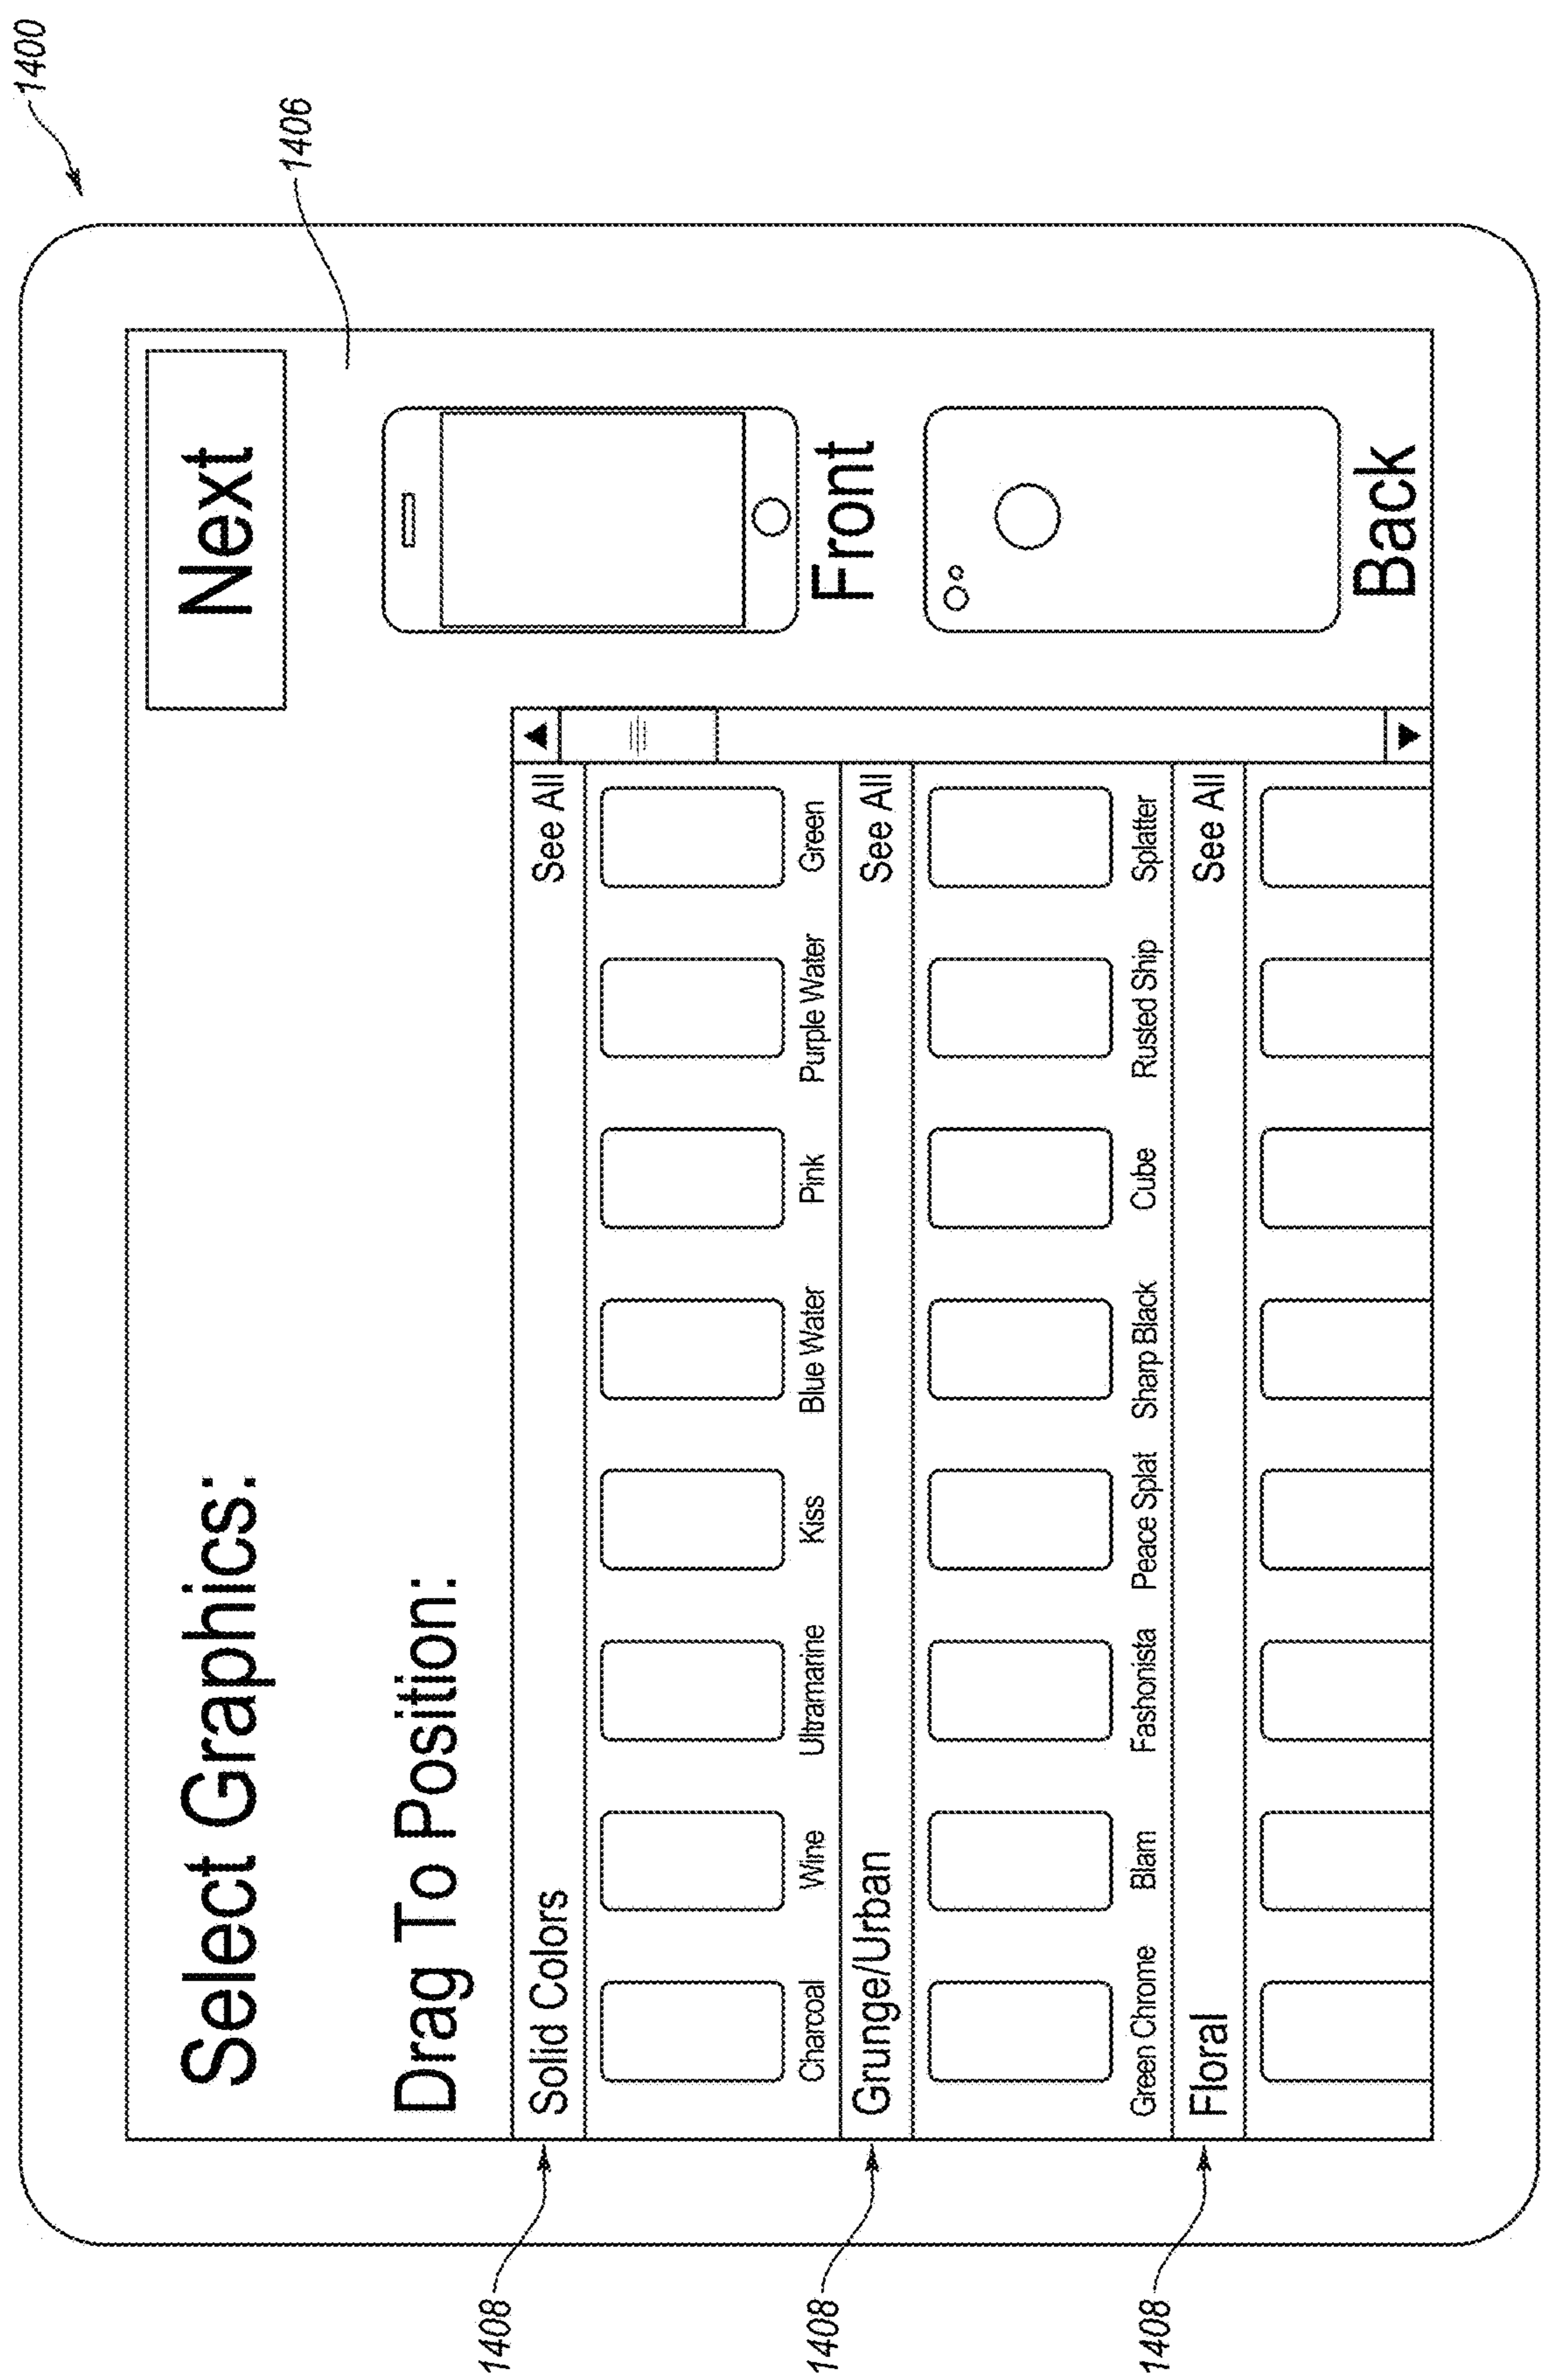 1400
1406
Select Graphics:
Next
Drag To Position:
1408
Solid Colors See All
Charcoal Wine Ultramarine Kiss Blue Water Pink Purple Water Green
Front
1408
Grunge/Urban See All
Green Chrome Blam Fashonista Peace Splat Sharp Black Cube Rusted Ship Splatter
1408
Floral See All
Back